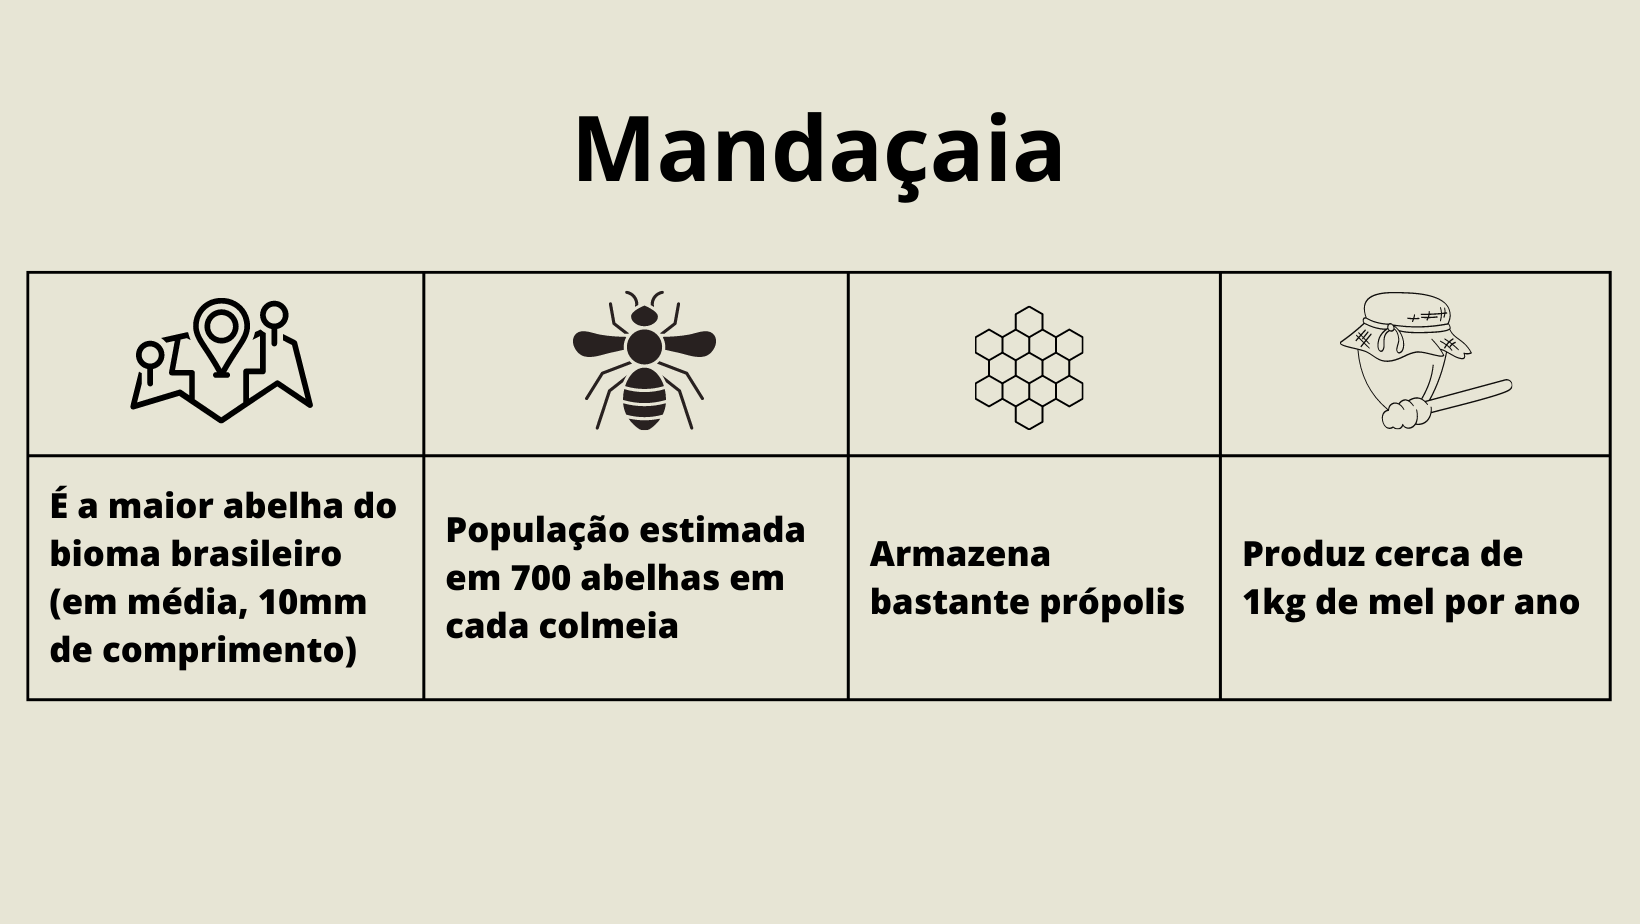 Mandaçaia
É a maior abelha do
bioma brasileiro
(em média, 10mm
de comprimento)
População estimada
em 700 abelhas em
cada colmeia
Armazena
bastante própolis
Produz cerca de
1kg de mel por ano